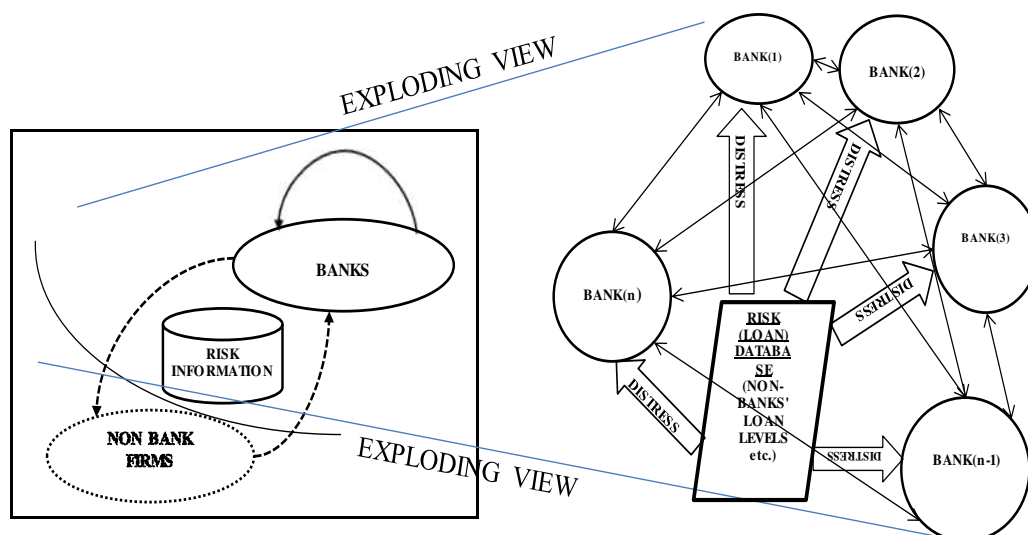 EXPLODING VIEW
BANKS
RISK
INFORMATION
NON BANK
FIRMS
EXPLODING VIEW
BANK(1)
BANK(2)
BANK(3)
BANK(n)
BANK(n-1)
DISTRESS
DISTRESS
DISTRESS
DISTRESS
DISTRESS
RISK
(LOAN)
DATABA
SE
(NON-
BANKS'
LOAN
LEVELS
etc.)